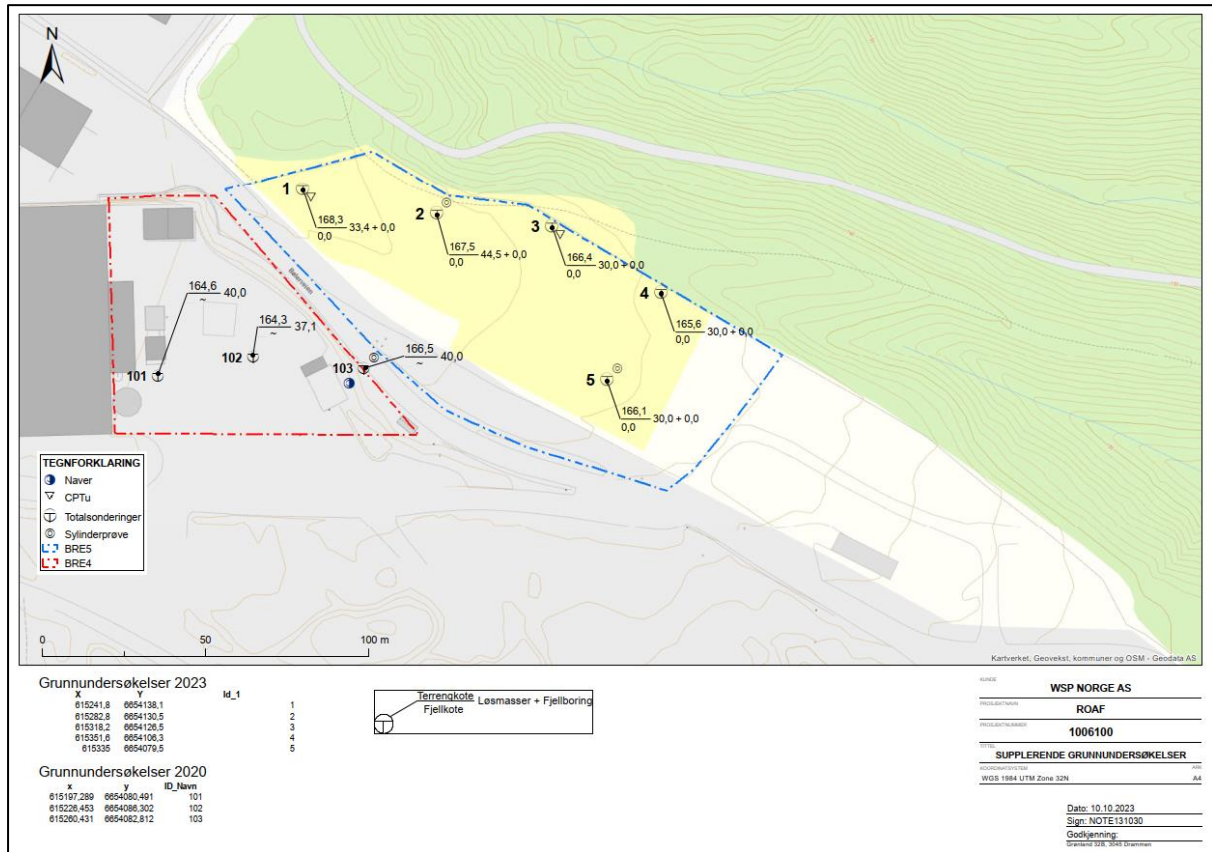 N
1
168,3
33,4 + 0,0
0,0
2
167,5
44,5 + 0,0
0,0
3
166,4
30,0 + 0,0
0,0
4
165,6
30,0 + 0,0
0,0
5
166,1
30,0 + 0,0
0,0
164,6
40,0
~
101
164,3
37,1
~
102
166,5
40,0
~
103
TEGNFORKLARING
Naver
CPTu
Totalsonderinger
Sylinderprøve
BRE5
BRE4
0 50 100 m
Kartverket, Geovekst, kommuner og OSM - Geodata AS
Grunnundersøkelser 2023
X Y Id_1
615241,8 6654138,1 1
615282,8 6654130,5 2
615318,2 6654126,5 3
615351,6 6654106,3 4
615335 6654079,5 5
Grunnundersøkelser 2020
x y ID_Navn
615197,289 6654080,491 101
615226,453 6654086,302 102
615260,431 6654082,812 103
Terrengkote
Løsmasser + Fjellboring
Fjellkote
KUNDE
WSP NORGE AS
PROSJEKTNAVN
ROAF
PROSJEKTNUMMER
1006100
TITTEL
SUPPLERENDE GRUNNUNDERSØKELSER
KOORDINATSYSTEM ARK
WGS 1984 UTM Zone 32N A4
Dato: 10.10.2023
Sign: NOTE131030
Godkjenning:
Grønland 32B, 3045 Drammen